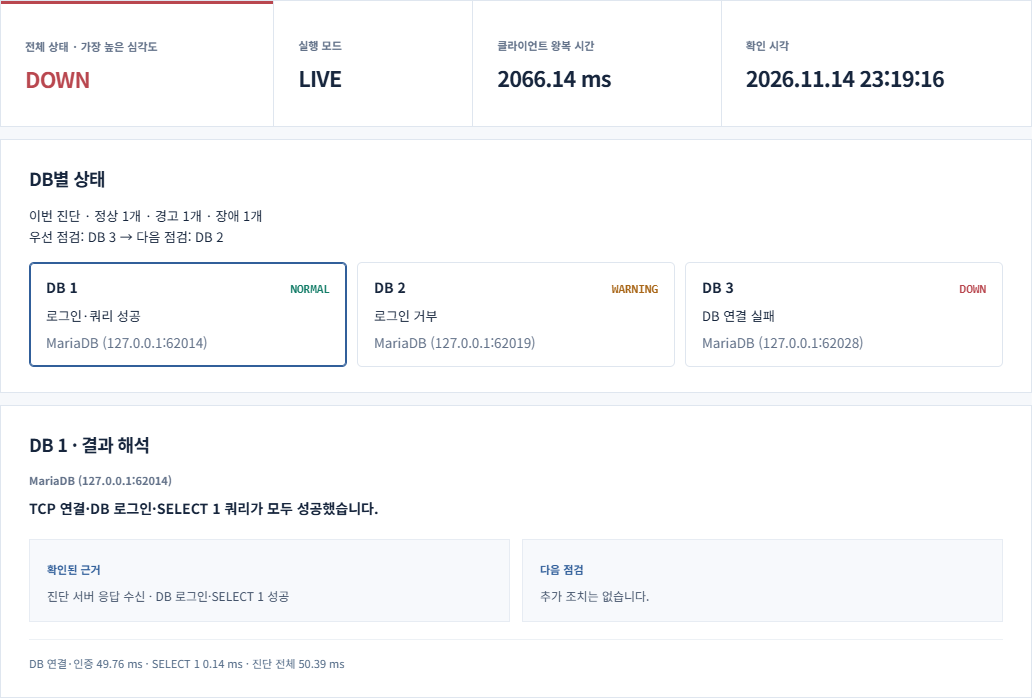 전체 상태 · 가장 높은 심각도
DOWN
실행 모드
LIVE
클라이언트 왕복 시간
2066.14 ms
확인 시각
2026.11.14 23:19:16
DB별 상태
이번 진단 · 정상 1개 · 경고 1개 · 장애 1개
우선 점검: DB 3 → 다음 점검: DB 2
DB 1
NORMAL
로그인·쿼리 성공
MariaDB (127.0.0.1:62014)
DB 2
WARNING
로그인 거부
MariaDB (127.0.0.1:62019)
DB 3
DOWN
DB 연결 실패
MariaDB (127.0.0.1:62028)
DB 1 · 결과 해석
MariaDB (127.0.0.1:62014)
TCP 연결·DB 로그인·SELECT 1 쿼리가 모두 성공했습니다.
확인된 근거
진단 서버 응답 수신 · DB 로그인·SELECT 1 성공
다음 점검
추가 조치는 없습니다.
DB 연결·인증 49.76 ms · SELECT 1 0.14 ms · 진단 전체 50.39 ms